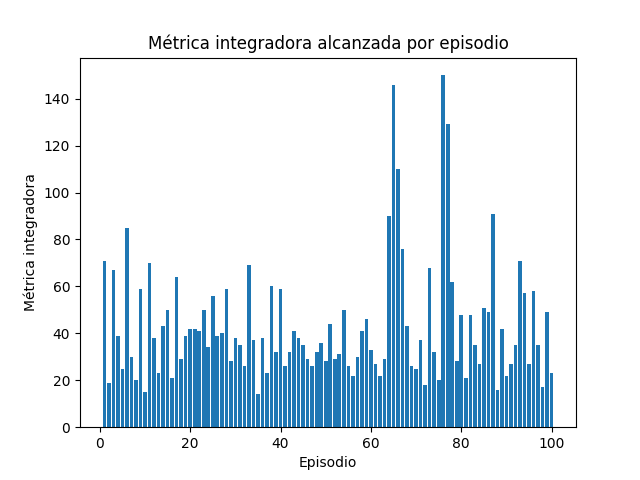 Métrica integradora alcanzada por episodio
140
120
100
80
60
40
20
0
Métrica integradora
0 20 40 60 80 100
Episodio